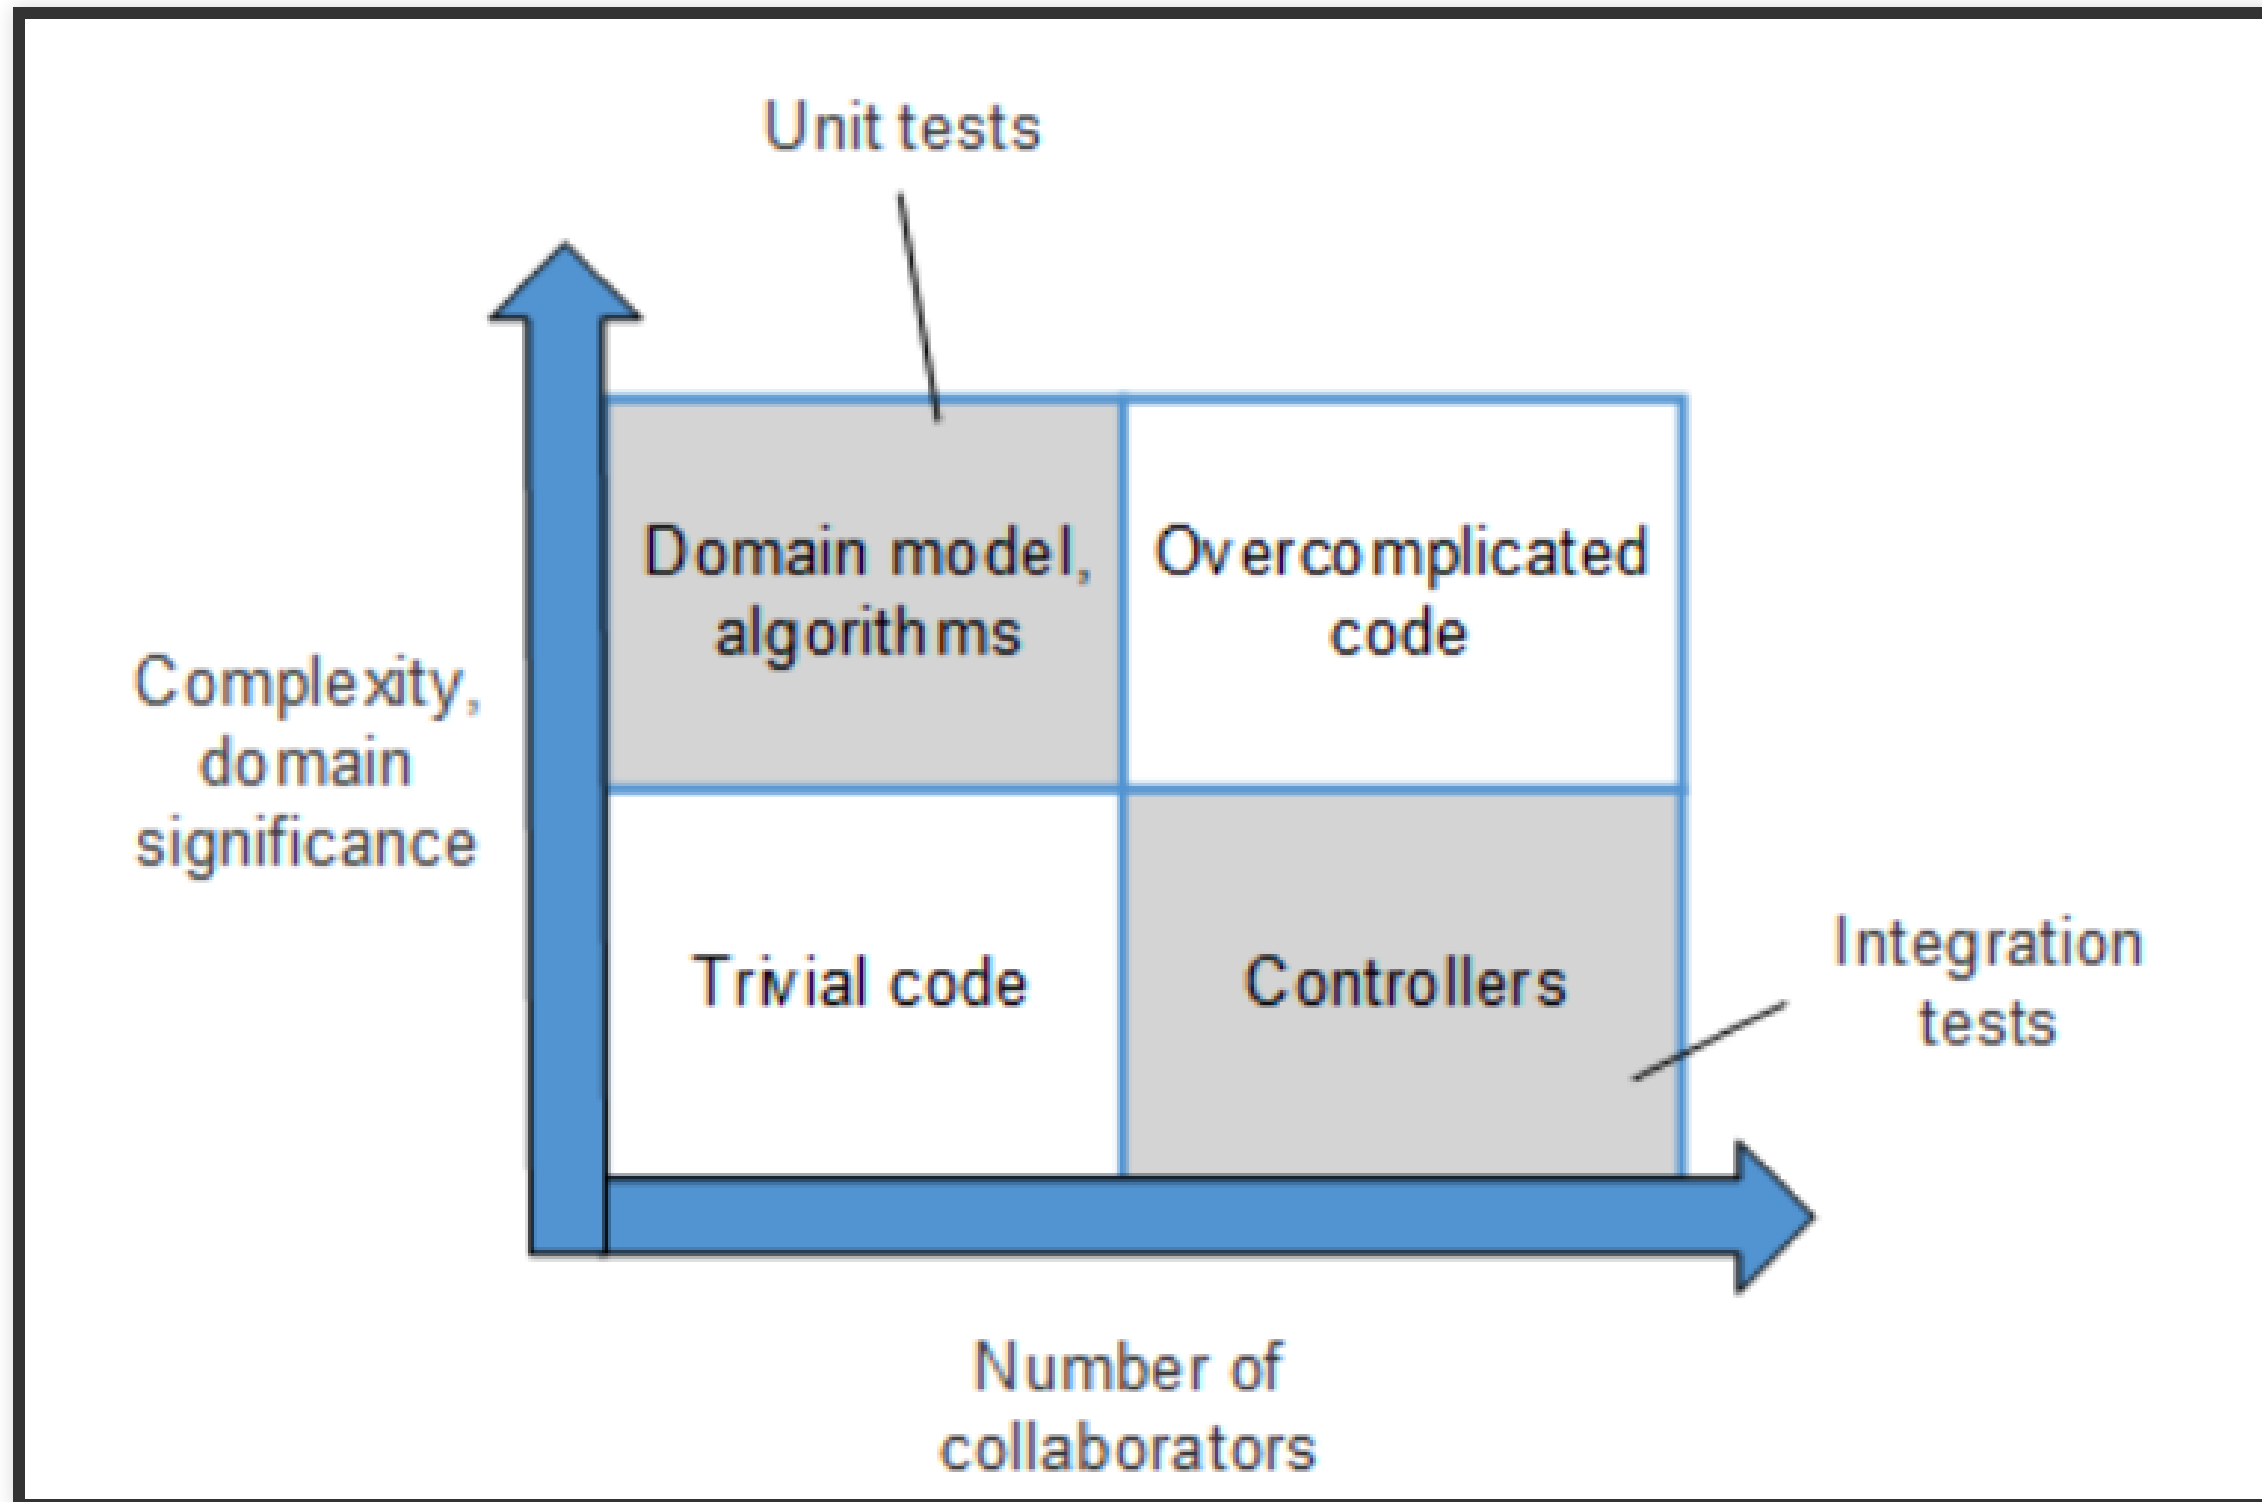 Unit tests
Domain model,
algorithms
Overcomplicated
code
Complexity,
domain
significance
Trivial code
Controllers
Integration
tests
Number of
collaborators